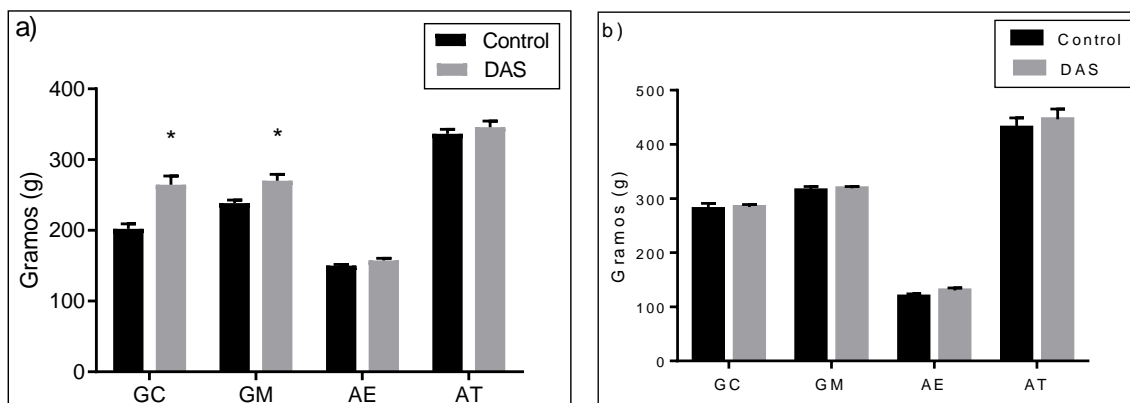 a)
Control
DAS
Gramos (g)
400
300
200
100
0
* *
GC GM AE AT
b)
Control
DAS
Gramos (g)
500
400
300
200
100
0
GC GM AE AT